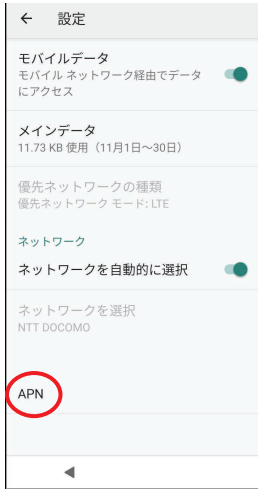 ← 設定
モバイルデータ
モバイル ネットワーク経由でデータ
にアクセス
メインデータ
11.73 KB 使用（11月1日～30日）
優先ネットワークの種類
優先ネットワーク モード: LTE
ネットワーク
ネットワークを自動的に選択
ネットワークを選択
NTT DOCOMO
APN